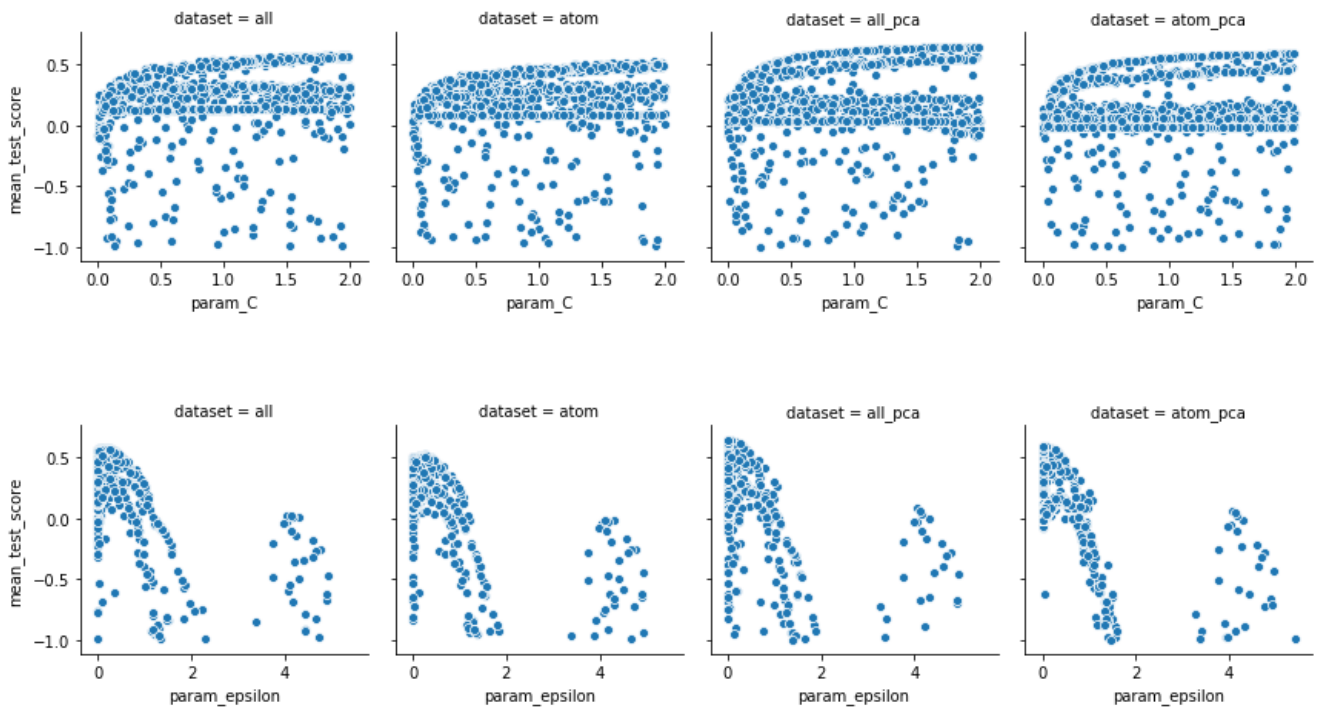 dataset = all dataset = atom dataset = all_pca dataset = atom_pca
mean_test_score
0.5
0.0
−0.5
−1.0
0.0 0.5 1.0 1.5 2.0 0.0 0.5 1.0 1.5 2.0 0.0 0.5 1.0 1.5 2.0 0.0 0.5 1.0 1.5 2.0
param_C param_C param_C param_C
dataset = all dataset = atom dataset = all_pca dataset = atom_pca
mean_test_score
0.5
0.0
−0.5
−1.0
0 2 4 0 2 4 0 2 4 0 2 4
param_epsilon param_epsilon param_epsilon param_epsilon